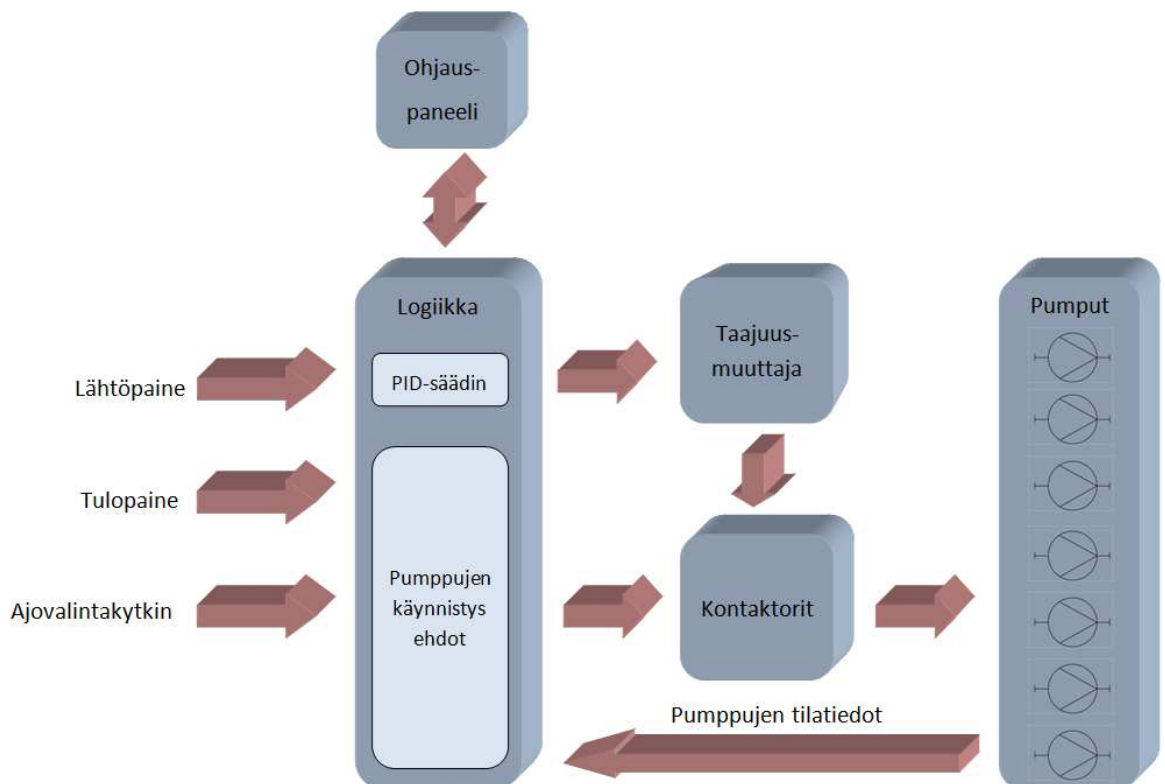 Ohjaus-
paneeli
Logiikka
Pumput
Taajuus-
muuttaja
PID-säädin
Lähtöpaine
Tulopaine
Pumppujen
käynnistys
ehdot
Ajovalintakytkin
Kontaktorit
Pumppujen tilatiedot